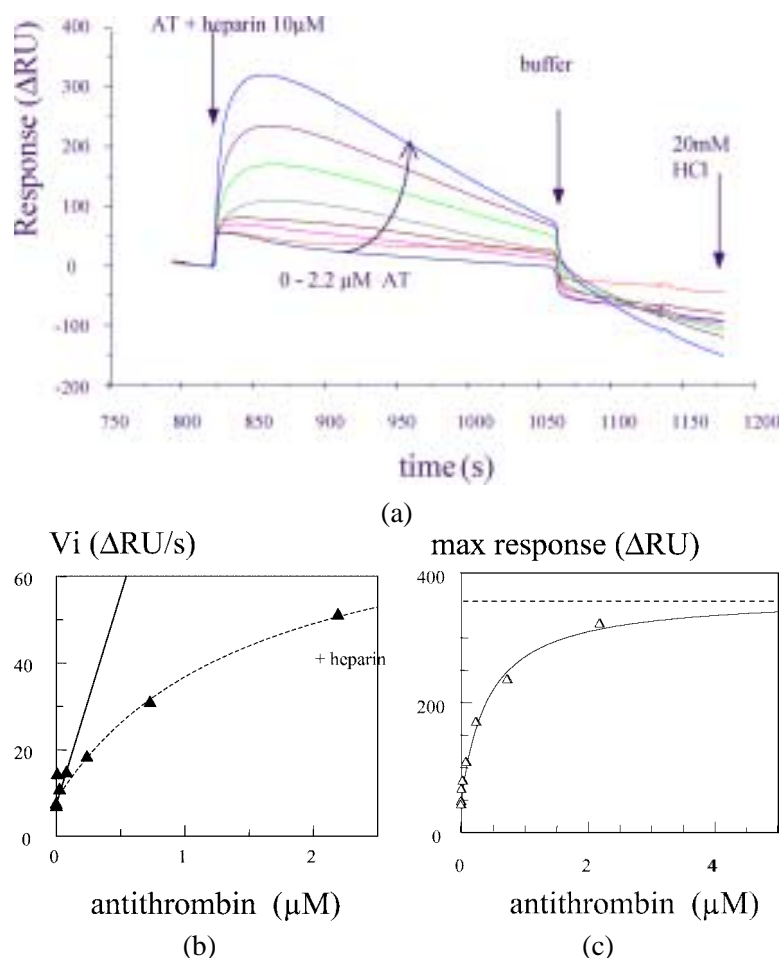 AT + heparin 10µM
buffer
20mM
HCl
0 - 2.2 µM AT
Response (ΔRU)
400
300
200
100
0
-100
-200
750 800 850 900 950 1000 1050 1100 1150 1200
time (s)
(a)
Vi (ΔRU/s)
60
40
20
0
+ heparin
0 1 2
antithrombin (µM)
(b)
max response (ΔRU)
400
200
0
0 2 4
antithrombin (µM)
(c)